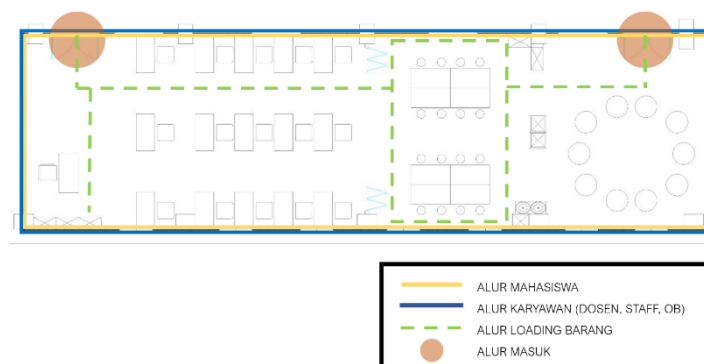 ALUR MAHASISWA
ALUR KARYAWAN (DOSEN, STAFF, OB)
ALUR LOADING BARANG
ALUR MASUK